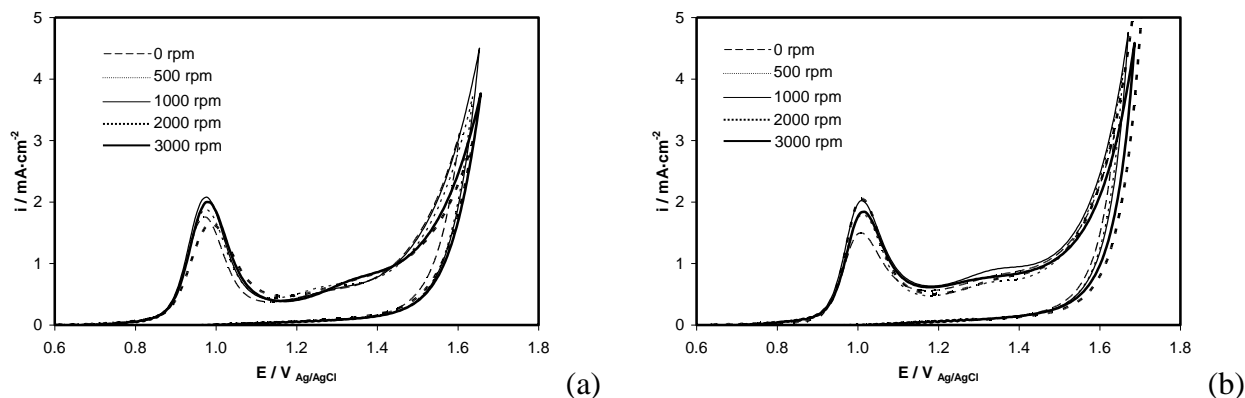 5
4
3
2
1
0
i / mA·cm-2
0 rpm
500 rpm
1000 rpm
2000 rpm
3000 rpm
0.6 0.8 1.0 1.2 1.4 1.6 1.8
E / V Ag/AgCl
(a)
5
4
3
2
1
0
i / mA·cm-2
0 rpm
500 rpm
1000 rpm
2000 rpm
3000 rpm
0.6 0.8 1.0 1.2 1.4 1.6 1.8
E / V Ag/AgCl
(b)